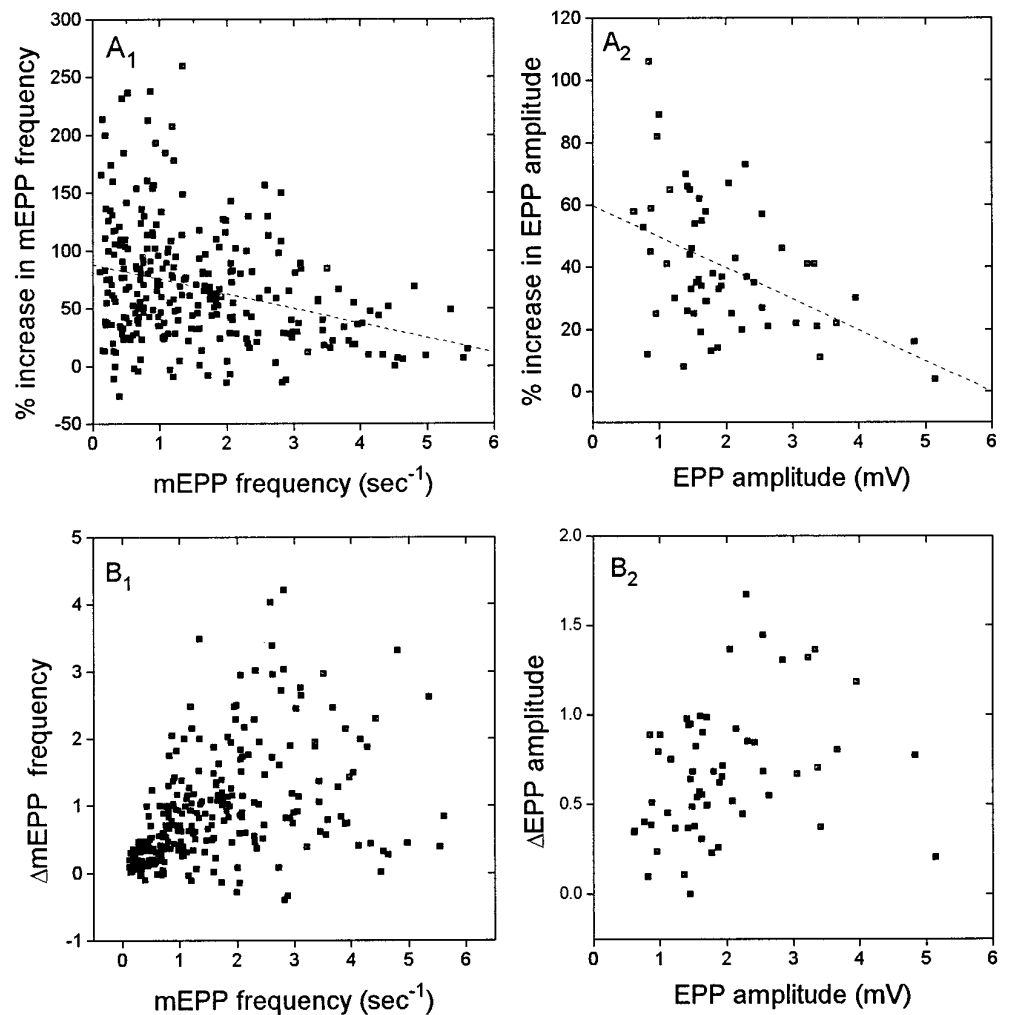 A1
% increase in mEPP frequency
300
250
200
150
100
50
0
-50
0 1 2 3 4 5 6
mEPP frequency (sec-1)
A2
% increase in EPP amplitude
120
100
80
60
40
20
0
0 1 2 3 4 5 6
EPP amplitude (mV)
B1
ΔmEPP frequency
5
4
3
2
1
0
-1
0 1 2 3 4 5 6
mEPP frequency (sec-1)
B2
ΔEPP amplitude
2.0
1.5
1.0
0.5
0.0
0 1 2 3 4 5 6
EPP amplitude (mV)